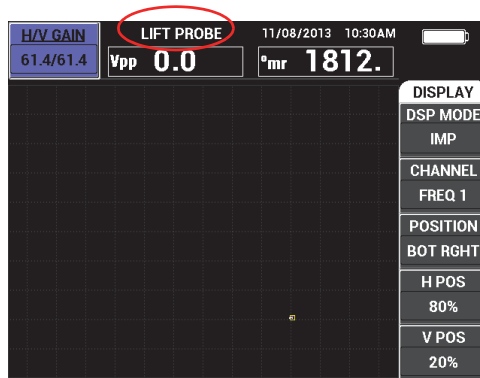 H/V GAIN LIFT PROBE 11/08/2013 10:30AM
61.4/61.4 Vpp 0.0 °mr 1812.
DISPLAY
DSP MODE
IMP
CHANNEL
FREQ 1
POSITION
BOT RGHT
H POS
80%
V POS
20%